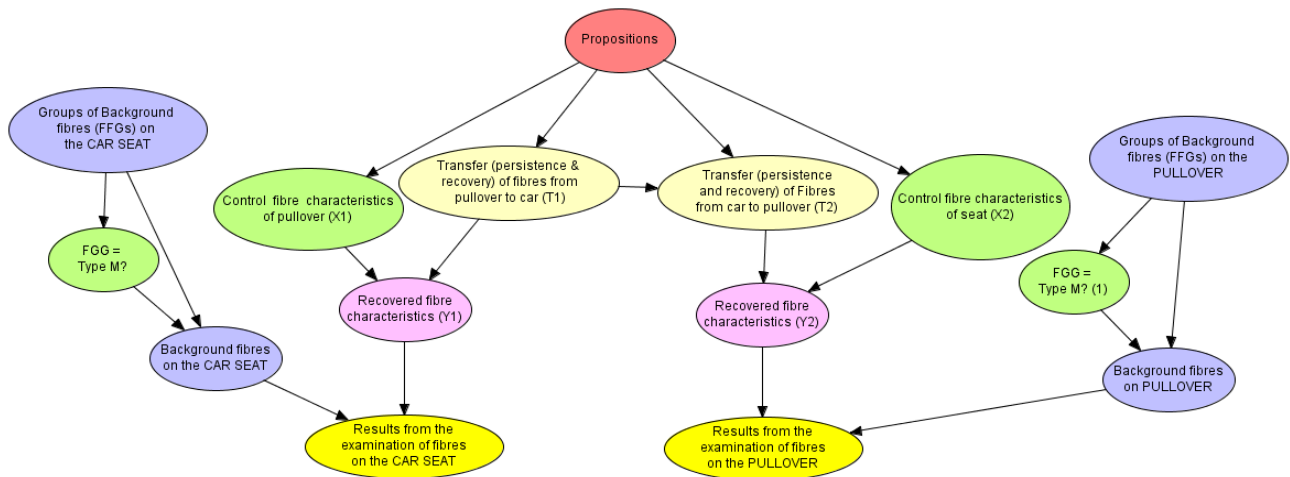 Propositions
Groups of Background
fibres (FFGs) on
the CAR SEAT
Groups of Background
fibres (FFGs) on the
PULLOVER
Transfer (persistence &
recovery) of fibres from
pullover to car (T1)
Transfer (persistence
and recovery) of Fibres
from car to pullover (T2)
Control fibre characteristics
of pullover (X1)
Control fibre characteristics
of seat (X2)
FGG =
Type M?
FGG =
Type M? (1)
Recovered fibre
characteristics (Y1)
Recovered fibre
characteristics (Y2)
Background fibres
on the CAR SEAT
Background fibres
on PULLOVER
Results from the
examination of fibres
on the CAR SEAT
Results from the
examination of fibres
on the PULLOVER